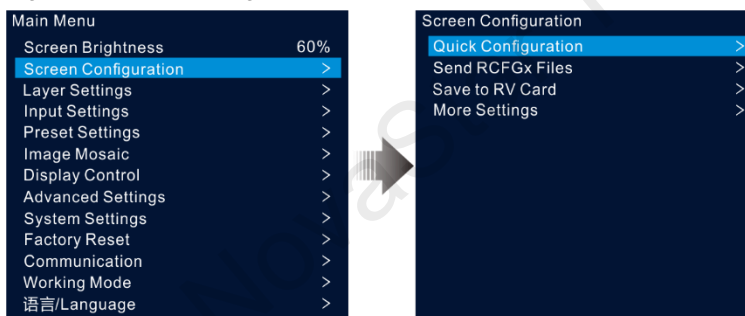 Main Menu
Screen Brightness 60%
Screen Configuration >
Layer Settings >
Input Settings >
Preset Settings >
Image Mosaic >
Display Control >
Advanced Settings >
System Settings >
Factory Reset >
Communication >
Working Mode >
语言/Language >
Screen Configuration
Quick Configuration >
Send RCFGx Files >
Save to RV Card >
More Settings >